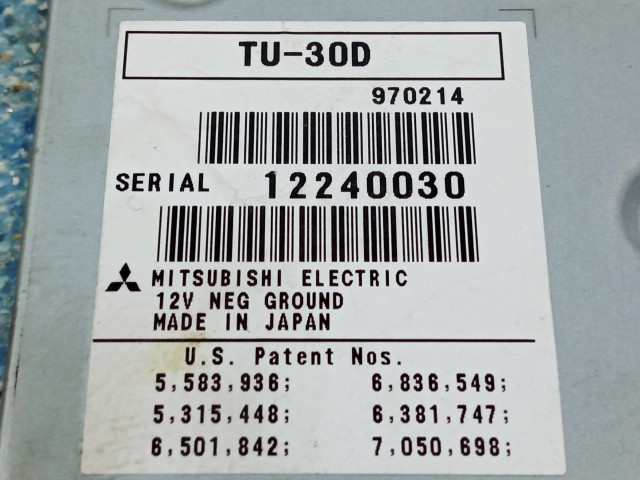 TU-30D
970214
SERIAL 12240030
MITSUBISHI ELECTRIC
12V NEG GROUND
MADE IN JAPAN
U.S. Patent Nos.
5,583,936; 6,836,549;
5,315,448; 6,381,747;
6,501,842; 7,050,698;